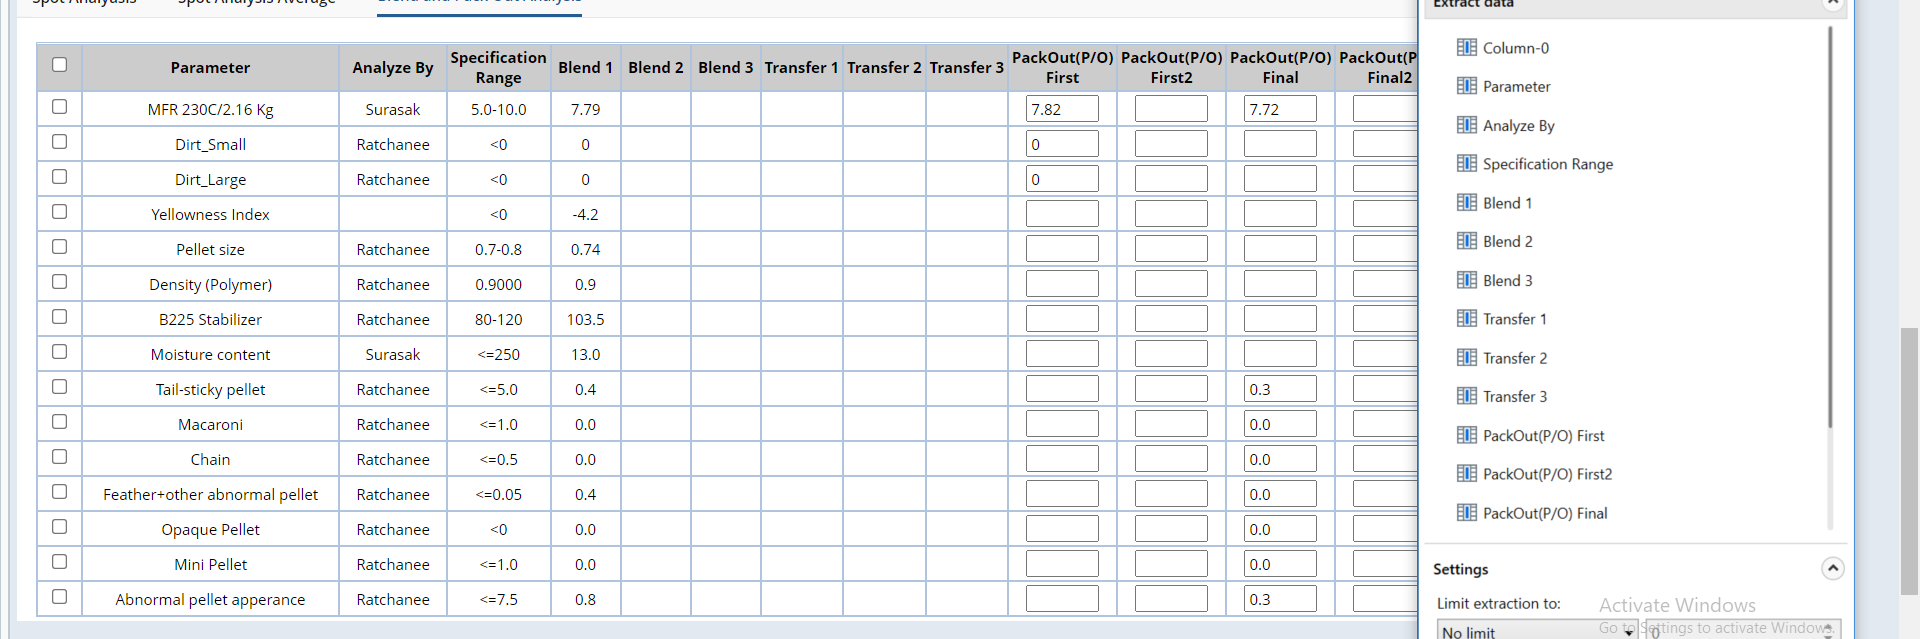 Spot Analysis Spot Analysis Average Blend and Pack Out Analysis
Parameter Analyze By Specification Range Blend 1 Blend 2 Blend 3 Transfer 1 Transfer 2 Transfer 3 PackOut(P/O) First PackOut(P/O) First2 PackOut(P/O) Final PackOut(P Final2
MFR 230C/2.16 Kg Surasak 5.0-10.0 7.79 7.82 7.72
Dirt_Small Ratchanee <0 0 0
Dirt_Large Ratchanee <0 0 0
Yellowness Index <0 -4.2
Pellet size Ratchanee 0.7-0.8 0.74
Density (Polymer) Ratchanee 0.9000 0.9
B225 Stabilizer Ratchanee 80-120 103.5
Moisture content Surasak <=250 13.0
Tail-sticky pellet Ratchanee <=5.0 0.4 0.3
Macaroni Ratchanee <=1.0 0.0 0.0
Chain Ratchanee <=0.5 0.0 0.0
Feather+other abnormal pellet Ratchanee <=0.05 0.4 0.0
Opaque Pellet Ratchanee <0 0.0 0.0
Mini Pellet Ratchanee <=1.0 0.0 0.0
Abnormal pellet apperance Ratchanee <=7.5 0.8 0.3
Extract data
Column-0
Parameter
Analyze By
Specification Range
Blend 1
Blend 2
Blend 3
Transfer 1
Transfer 2
Transfer 3
PackOut(P/O) First
PackOut(P/O) First2
PackOut(P/O) Final
Settings
Limit extraction to:
No limit 0
Activate Windows
Go to Settings to activate Windows.